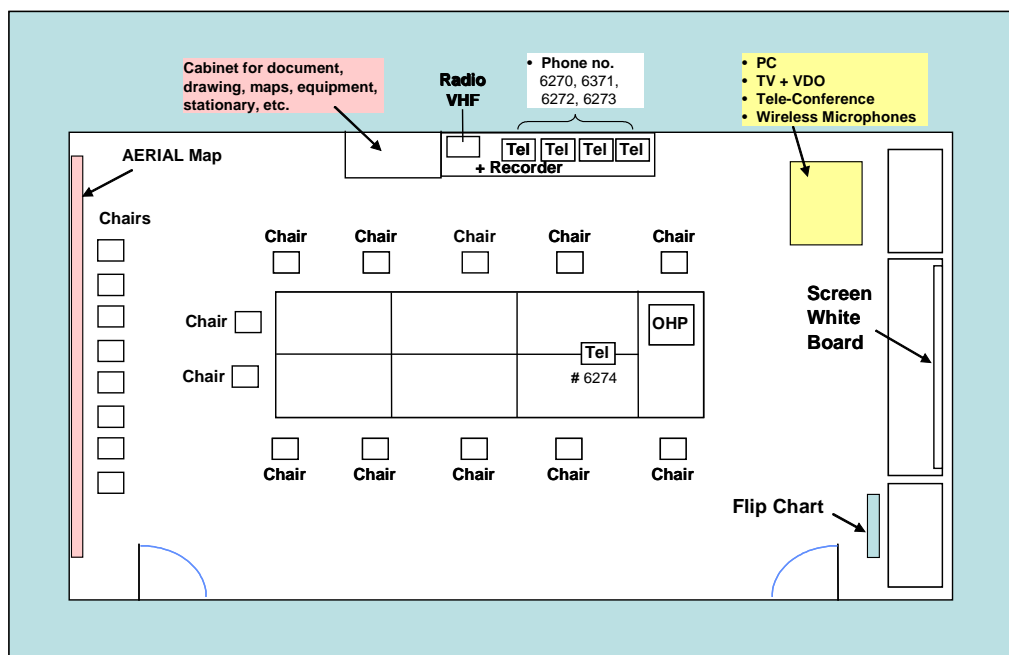 Cabinet for document,
drawing, maps, equipment,
stationary, etc.
Radio
VHF
• Phone no.
6270, 6371,
6272, 6273
• PC
• TV + VDO
• Tele-Conference
• Wireless Microphones
AERIAL Map
Tel Tel Tel Tel
+ Recorder
Chairs
Chair Chair Chair Chair Chair
Chair
Chair
OHP
Tel
# 6274
Screen
White
Board
Chair Chair Chair Chair Chair
Flip Chart